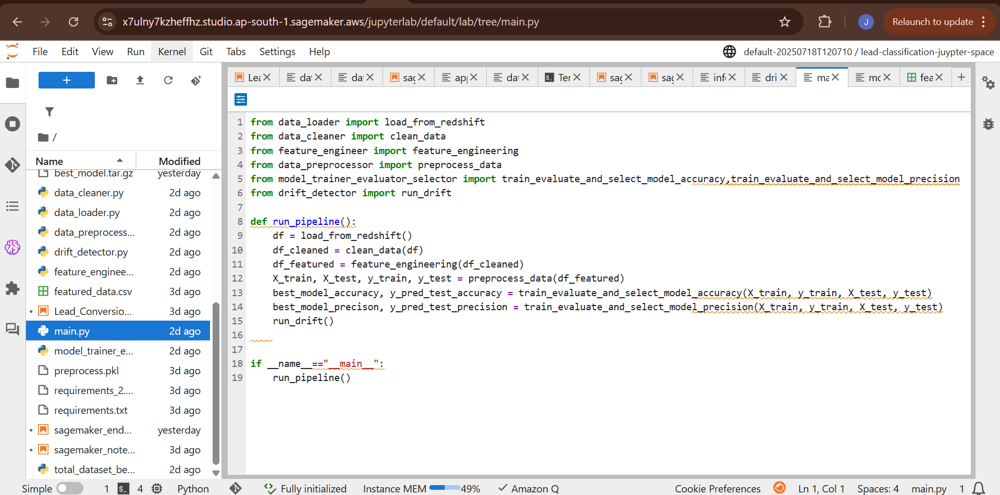 x7ulny7kzheffhz.studio.ap-south-1.sagemaker.aws/jupyterlab/default/lab/tree/main.py
J
Relaunch to update
File Edit View Run Kernel Git Tabs Settings Help
default-20250718T120710 / lead-classification-juypter-space
+
Lea
dat
dat
sag
app
dat
Ter
sag
sag
infe
drif
mai
mo
feat
/
Name Modified
best_model.tar.gz yesterday
data_cleaner.py 2d ago
data_loader.py 2d ago
data_preprocess... 2d ago
drift_detector.py 2d ago
feature_enginee... 2d ago
featured_data.csv 3d ago
Lead_Conversio... 3d ago
main.py 2d ago
model_trainer_e... 2d ago
preprocess.pkl 3d ago
requirements_2.... 3d ago
requirements.txt 3d ago
sagemaker_end... yesterday
sagemaker_note... 3d ago
total_dataset_be... 2d ago
1 from data_loader import load_from_redshift
2 from data_cleaner import clean_data
3 from feature_engineer import feature_engineering
4 from data_preprocessor import preprocess_data
5 from model_trainer_evaluator_selector import train_evaluate_and_select_model_accuracy,train_evaluate_and_select_model_precision
6 from drift_detector import run_drift
7
8 def run_pipeline():
9     df = load_from_redshift()
10     df_cleaned = clean_data(df)
11     df_featured = feature_engineering(df_cleaned)
12     X_train, X_test, y_train, y_test = preprocess_data(df_featured)
13     best_model_accuracy, y_pred_test_accuracy = train_evaluate_and_select_model_accuracy(X_train, y_train, X_test, y_test)
14     best_model_precison, y_pred_test_precision = train_evaluate_and_select_model_precision(X_train, y_train, X_test, y_test)
15     run_drift()
16
17
18 if __name__=="__main__":
19     run_pipeline()
Simple 1 $_ 4 Python Fully initialized Instance MEM 49% Amazon Q Cookie Preferences Ln 1, Col 1 Spaces: 4 main.py 1